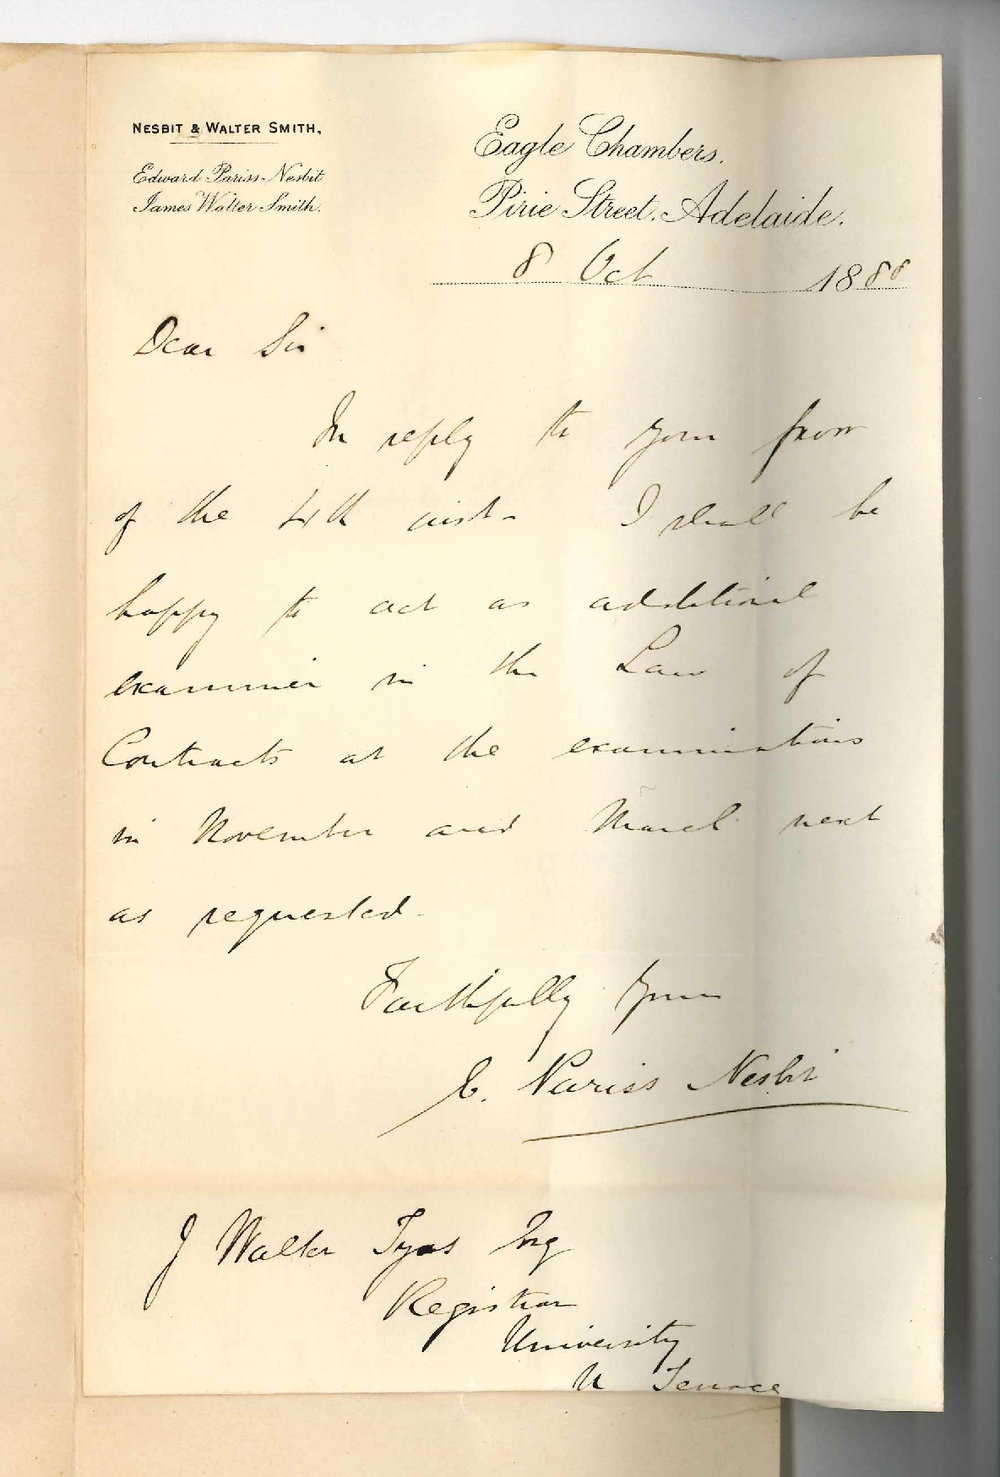 NESBIT & WALTER SMITH.
Edward Pariss Nesbit
James Walter Smith.
Eagle Chambers.
Pirie Street. Adelaide.
8 Oct 1888
Dear Sir
In reply to your favor
of the 4th inst. I shall be
happy to act as additional
examiner in the Law of
Contracts at the examinations
in November and March next
as requested.
Faithfully Yours
E. Pariss Nesbit
J Walter Tyas Esq
Registrar
University
N Terrace